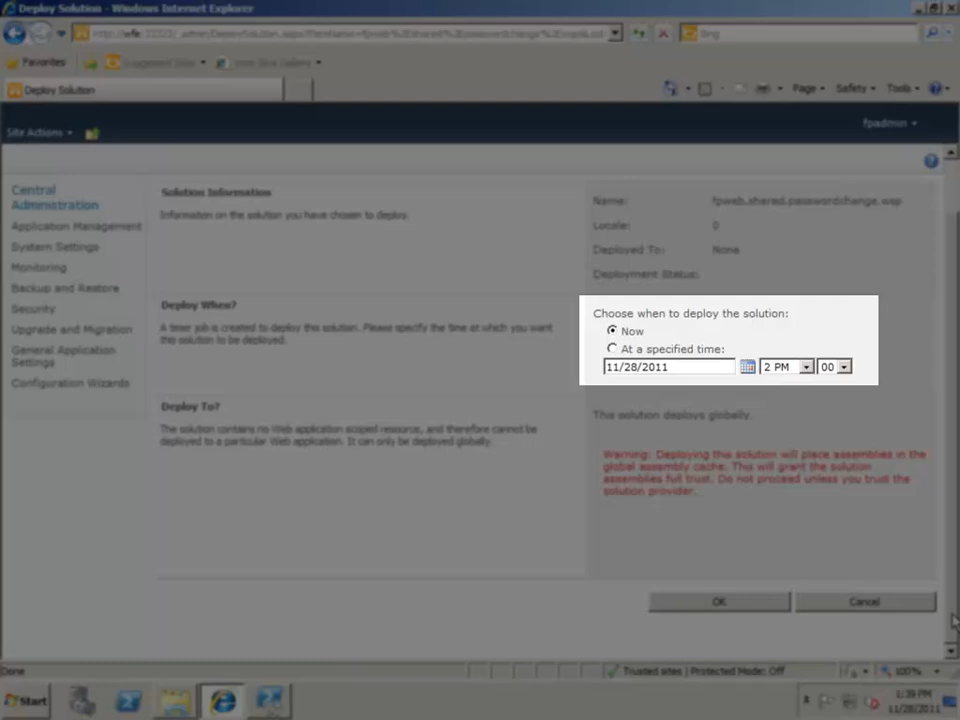 Deploy Solution - Windows Internet Explorer
Bing
Favorites
Suggested Sites
Deploy Solution
Page
Safety
Tools
Site Actions
fpadmin
Central
Administration
Application Management
System Settings
Monitoring
Backup and Restore
Security
Upgrade and Migration
General Application
Settings
Configuration Wizards
Solution Information
Information on the solution you have chosen to deploy.
Name: fpweb.shared.passwordchange.wsp
Locale: 0
Deployed To: None
Deployment Status:
Deploy When?
A timer job is created to deploy this solution. Please specify the time at which you want
this solution to be deployed.
Choose when to deploy the solution:
Now
At a specified time:
11/28/2011 2 PM 00
Deploy To?
The solution contains no Web application scoped resource, and therefore cannot be
deployed to a particular Web application. It can only be deployed globally.
This solution deploys globally.
Warning: Deploying this solution will place assemblies in the
global assembly cache. This will grant the solution
assemblies full trust. Do not proceed unless you trust the
solution provider.
OK
Cancel
Done
Trusted sites | Protected Mode: Off
100%
Start
1:39 PM
11/28/2011